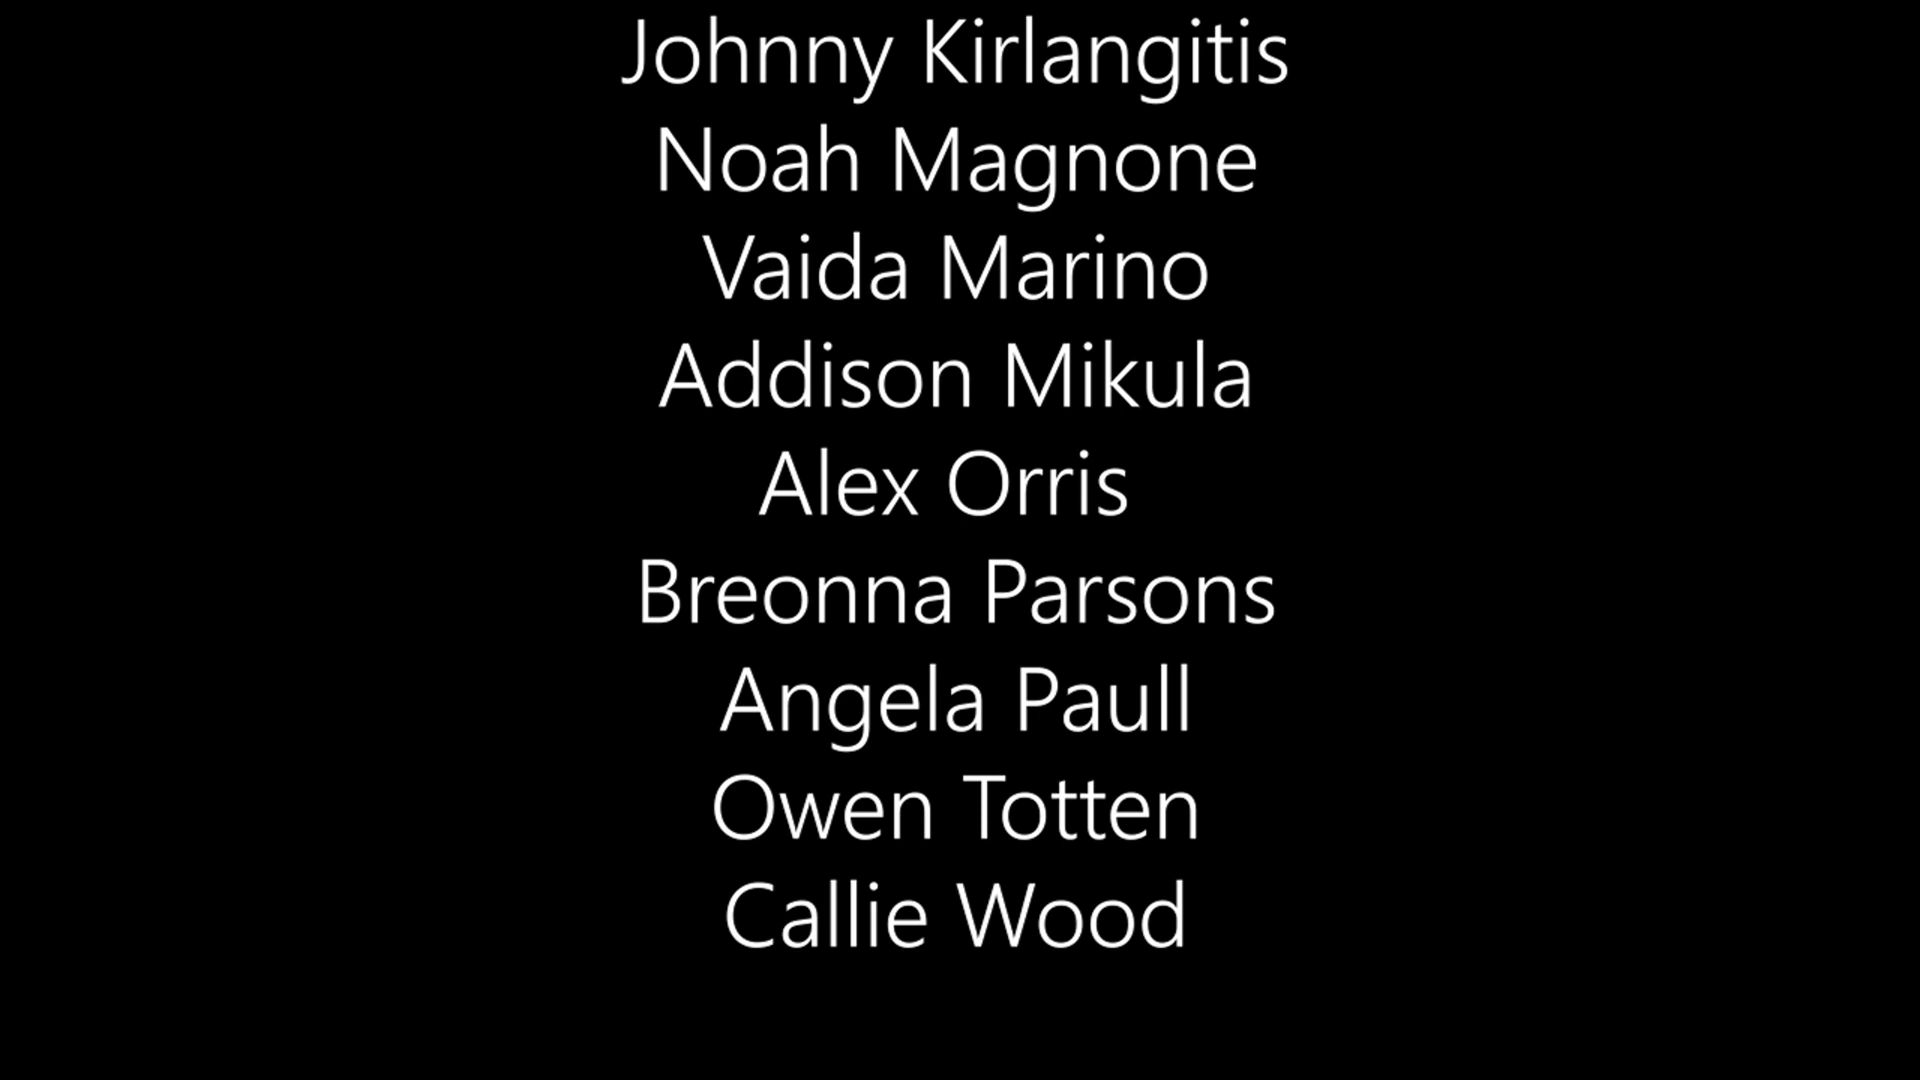 Johnny Kirlangitis
Noah Magnone
Vaida Marino
Addison Mikula
Alex Orris
Breonna Parsons
Angela Paull
Owen Totten
Callie Wood